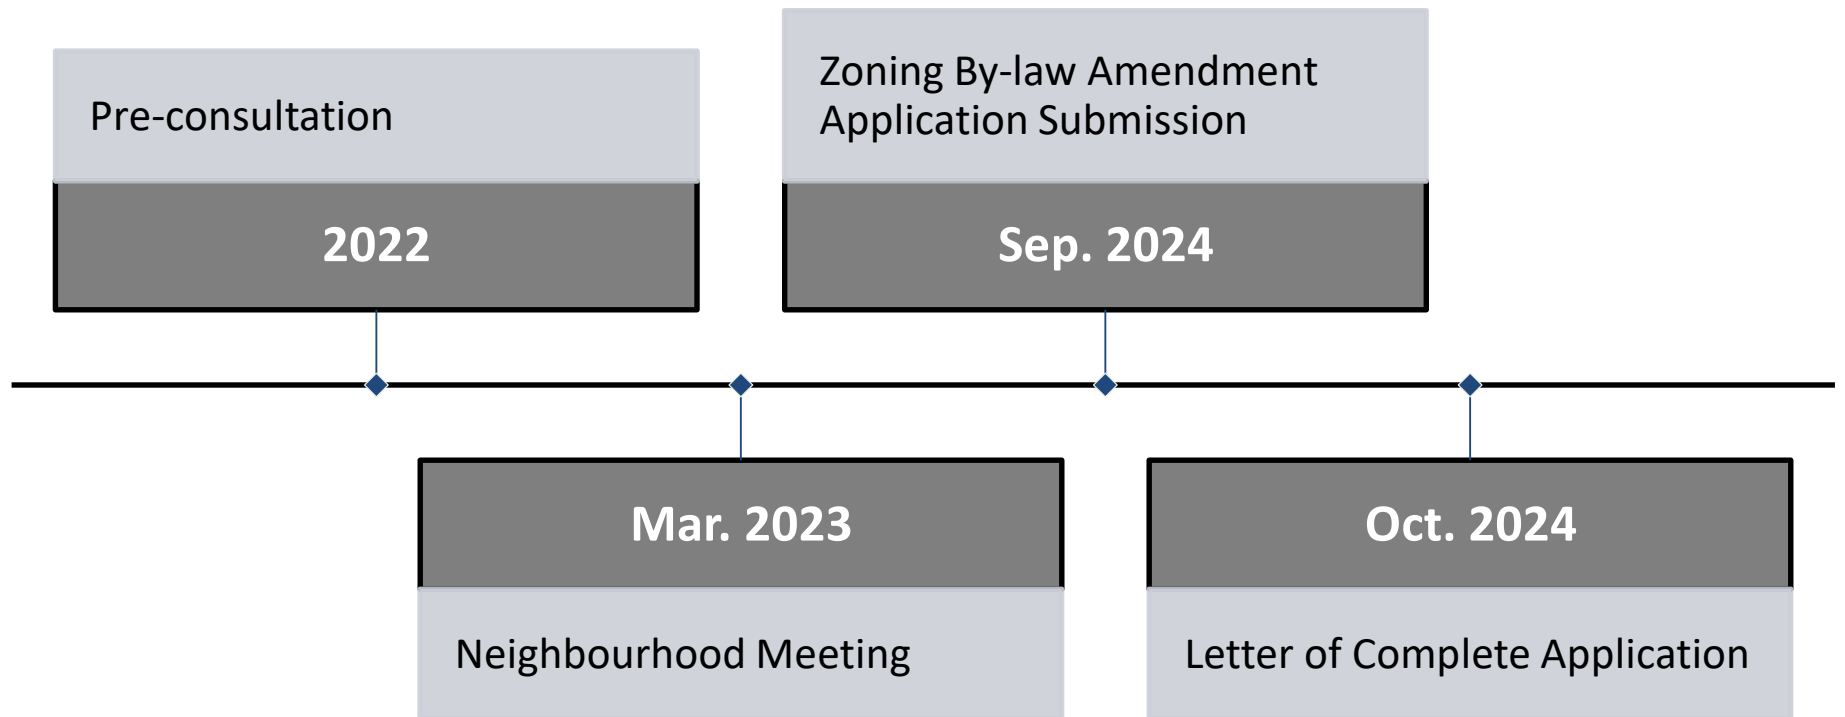 Pre-consultation
2022
Mar. 2023
Neighbourhood Meeting
Zoning By-law Amendment
Application Submission
Sep. 2024
Oct. 2024
Letter of Complete Application